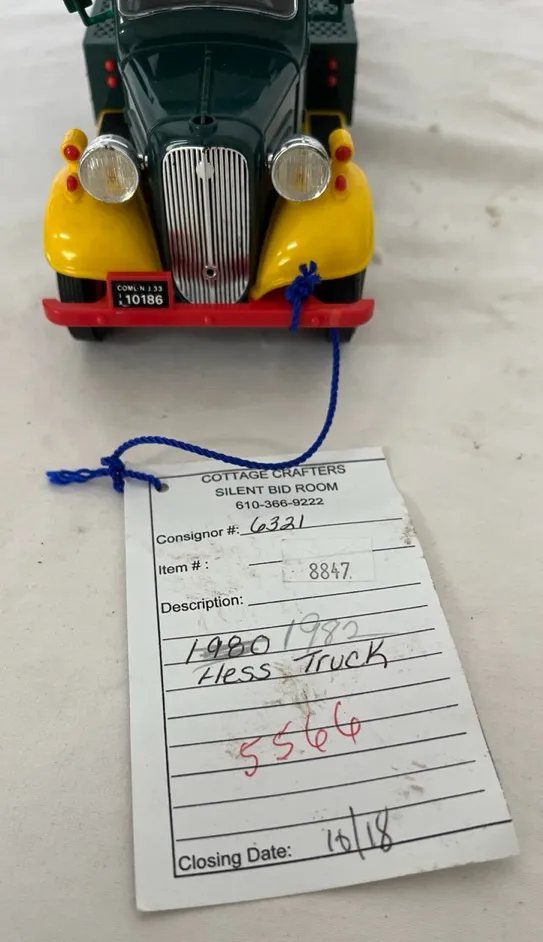 COML-N.J.33
10186
COTTAGE CRAFTERS
SILENT BID ROOM
610-366-9222
Consignor #: 6321
Item # : 8847
Description:
1980 1982
Hess Truck
5566
Closing Date: 10/18